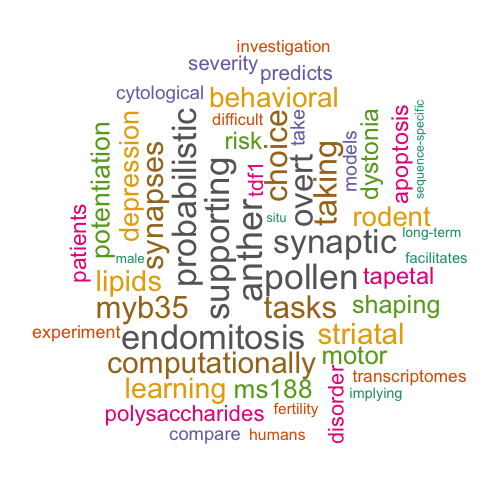 investigation
severity
predicts
cytological
behavioral
difficult
take
risk
choice
probabilistic
depression
potentiation
synapses
supporting
anther
tdf1
situ
overt
taking
models
dystonia
apoptosis
sequence-specific
patients
male
rodent
long-term
synaptic
facilitates
lipids
pollen
tapetal
myb35
tasks
shaping
experiment
endomitosis
striatal
motor
computationally
disorder
transcriptomes
learning
ms188
implying
polysaccharides
fertility
compare
humans